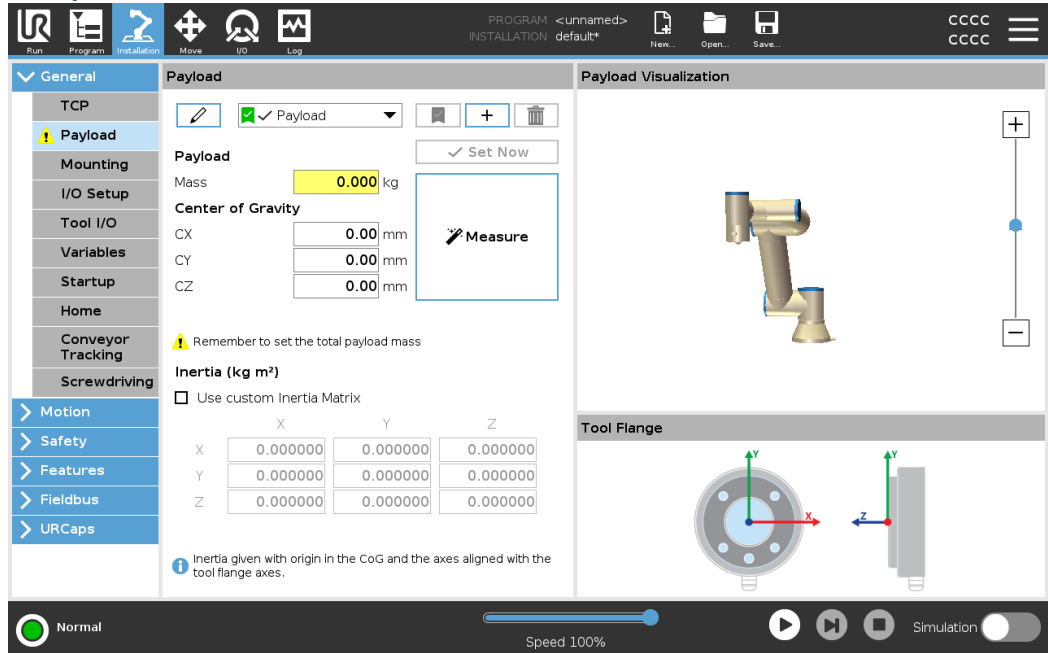 PROGRAM <unnamed>
INSTALLATION default*
CCCC
CCCC
Run Program Installation Move I/O Log New... Open... Save...
General
TCP
Payload
Mounting
I/O Setup
Tool I/O
Variables
Startup
Home
Conveyor
Tracking
Screwdriving
Motion
Safety
Features
Fieldbus
URCaps
Payload
Payload
Set Now
Payload
Mass 0.000 kg
Center of Gravity
CX 0.00 mm
CY 0.00 mm
CZ 0.00 mm
Measure
Remember to set the total payload mass
Inertia (kg m²)
Use custom Inertia Matrix
X Y Z
X 0.000000 0.000000 0.000000
Y 0.000000 0.000000 0.000000
Z 0.000000 0.000000 0.000000
Inertia given with origin in the CoG and the axes aligned with the
tool flange axes.
Payload Visualization
Tool Flange
Y
X
Y
Z
Normal
Speed 100%
Simulation